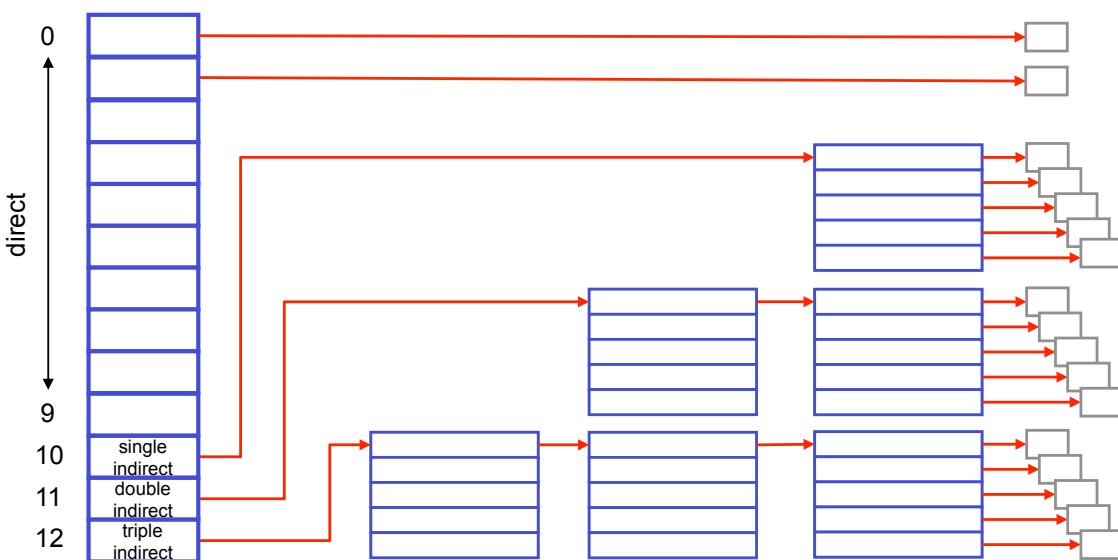 0
direct
9
10
single
indirect
11
double
indirect
12
triple
indirect